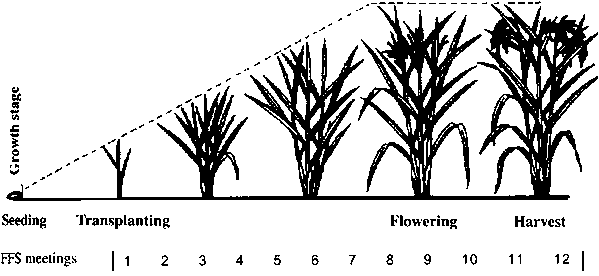 Growth stage
Seeding Transplanting Flowering Harvest
FFS meetings 1 2 3 4 5 6 7 8 9 10 11 12